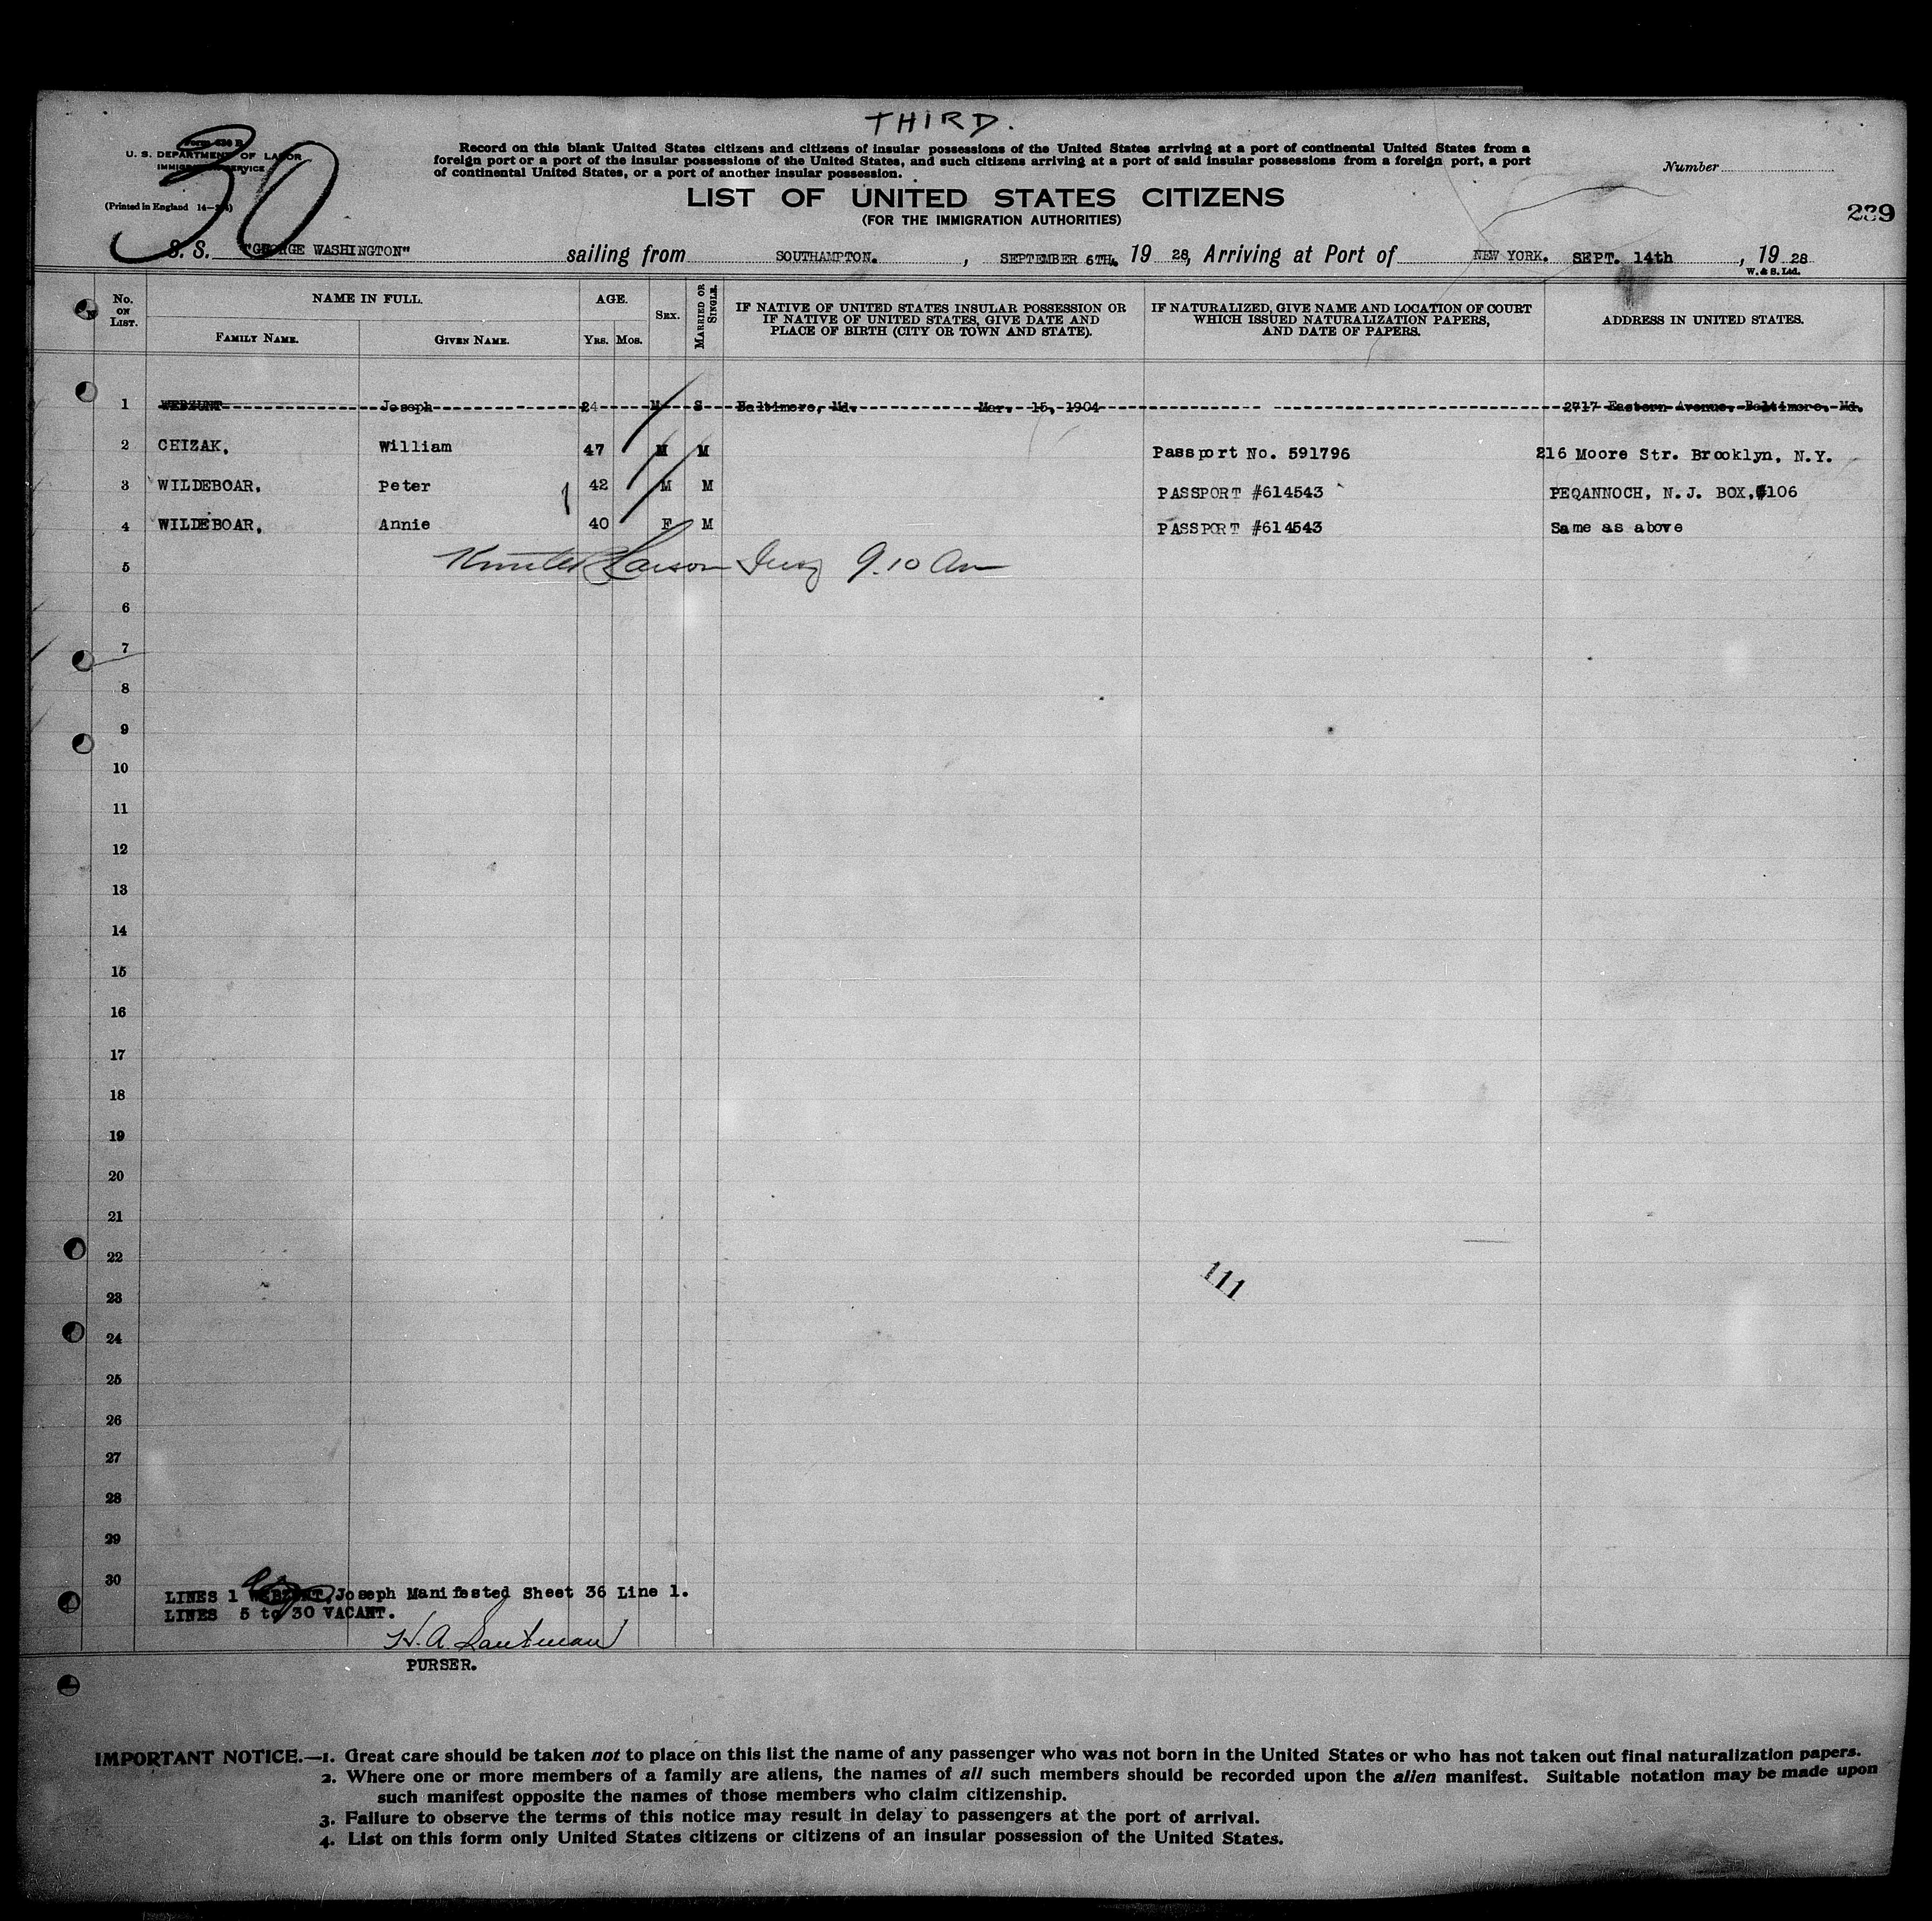 THIRD.
30
U. S. DEPARTMENT OF LABOR
IMMIGRATION SERVICE
(Printed in England
Record on this blank United States citizens and citizens of insular possessions of the United States arriving at a port of continental United States from a
foreign port or a port of the insular possessions of the United States, and such citizens arriving at a port of said insular possessions from a foreign port, a port
of continental United States, or a port of another insular possession.
Number
LIST OF UNITED STATES CITIZENS
(FOR THE IMMIGRATION AUTHORITIES)
239
S. S. "GEORGE WASHINGTON" sailing from SOUTHAMPTON. , SEPTEMBER 6TH. 19 28, Arriving at Port of NEW YORK. SEPT. 14th , 19 28
W. & S. Ltd.
No. ON LIST. NAME IN FULL. AGE. SEX. MARRIED OR SINGLE. IF NATIVE OF UNITED STATES INSULAR POSSESSION OR IF NATIVE OF UNITED STATES, GIVE DATE AND PLACE OF BIRTH (CITY OR TOWN AND STATE). IF NATURALIZED, GIVE NAME AND LOCATION OF COURT WHICH ISSUED NATURALIZATION PAPERS, AND DATE OF PAPERS. ADDRESS IN UNITED STATES.
FAMILY NAME. GIVEN NAME. YRS. MOS.
1 Joseph 24 M S Baltimore, Md. Mar. 15, 1904 2717 Eastern Avenue, Baltimore, Md.
2 CHIZAK, William 47 M M Passport No. 591796 216 Moore Str. Brooklyn, N.Y.
3 WILDEBOAR, Peter 42 M M PASSPORT #614543 PEQANNOCH, N.J. BOX,#106
4 WILDEBOAR, Annie 40 F M PASSPORT #614543 Same as above
5 Larson 9.10 Am
6
7
8
9
10
11
12
13
14
15
16
17
18
19
20
21
22
111
23
24
25
26
27
28
29
30
LINES 1 Joseph Manifested Sheet 36 Line 1.
LINES 5 to 30 VACANT.
H. A.
PURSER.
IMPORTANT NOTICE.—1. Great care should be taken not to place on this list the name of any passenger who was not born in the United States or who has not taken out final naturalization papers.
2. Where one or more members of a family are aliens, the names of all such members should be recorded upon the alien manifest. Suitable notation may be made upon
such manifest opposite the names of those members who claim citizenship.
3. Failure to observe the terms of this notice may result in delay to passengers at the port of arrival.
4. List on this form only United States citizens or citizens of an insular possession of the United States.